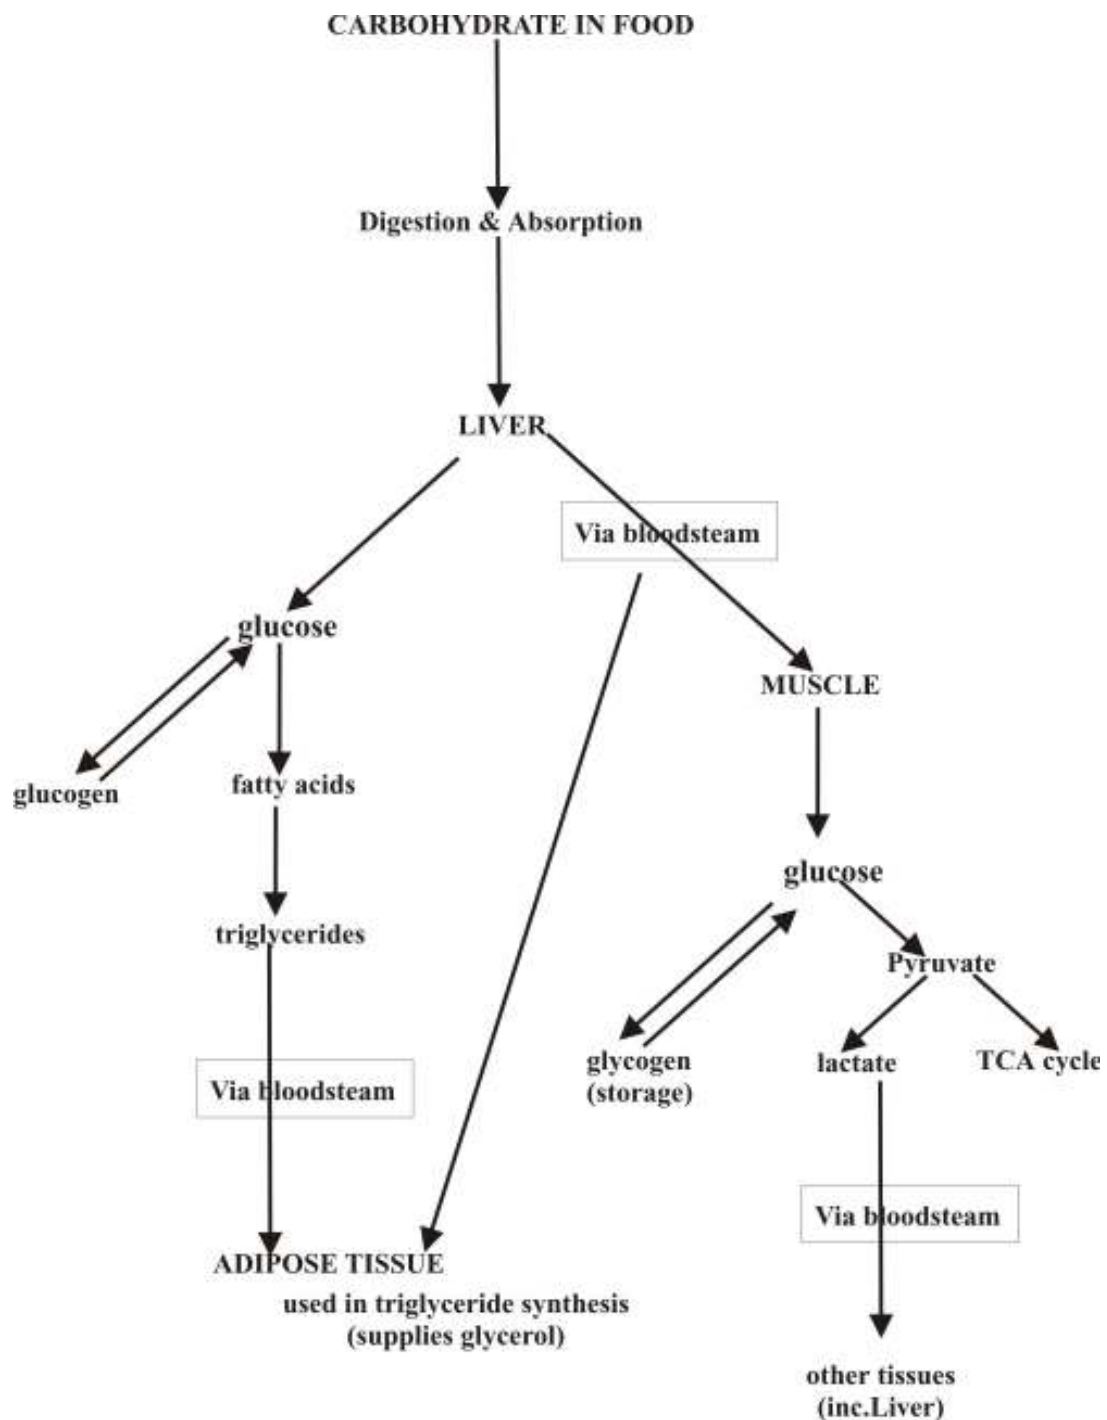 CARBOHYDRATE IN FOOD
Digestion & Absorption
LIVER
Via bloodsteam
glucose
MUSCLE
glucogen
fatty acids
glucose
triglycerides
Pyruvate
glycogen
(storage)
lactate
TCA cycle
Via bloodsteam
Via bloodsteam
ADIPOSE TISSUE
used in triglyceride synthesis
(supplies glycerol)
other tissues
(inc.Liver)